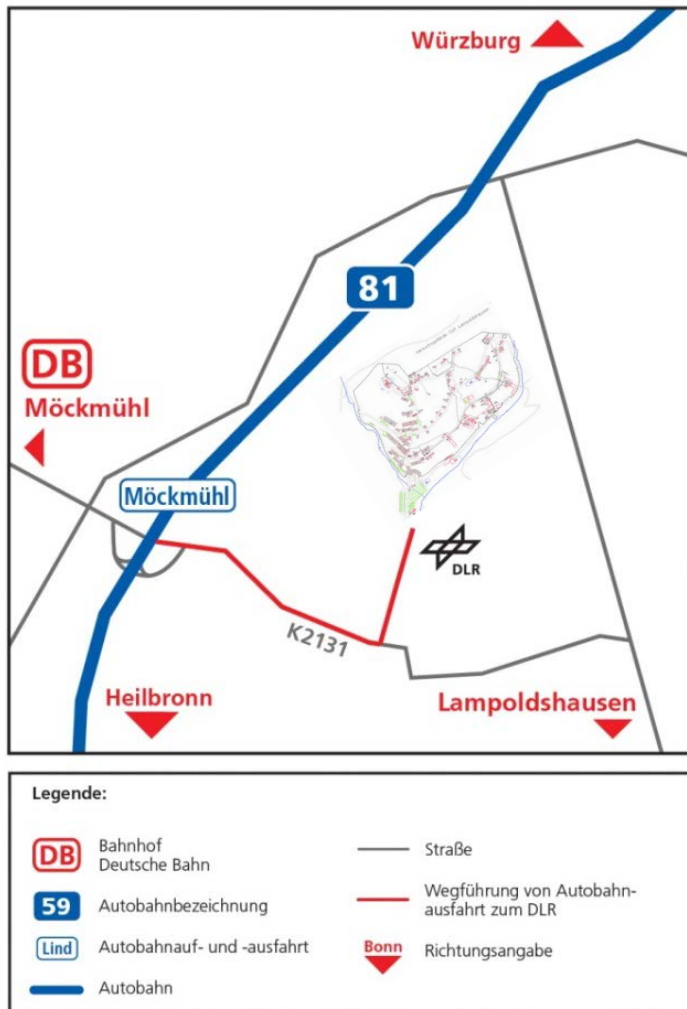 Würzburg
81
DB
Möckmühl
Möckmühl
DLR
K2131
Heilbronn
Lampoldshausen
Legende:
DB Bahnhof
Deutsche Bahn
59 Autobahnbezeichnung
Lind Autobahnauf- und -ausfahrt
Autobahn
Straße
Wegführung von Autobahn-
ausfahrt zum DLR
Bonn Richtungsangabe